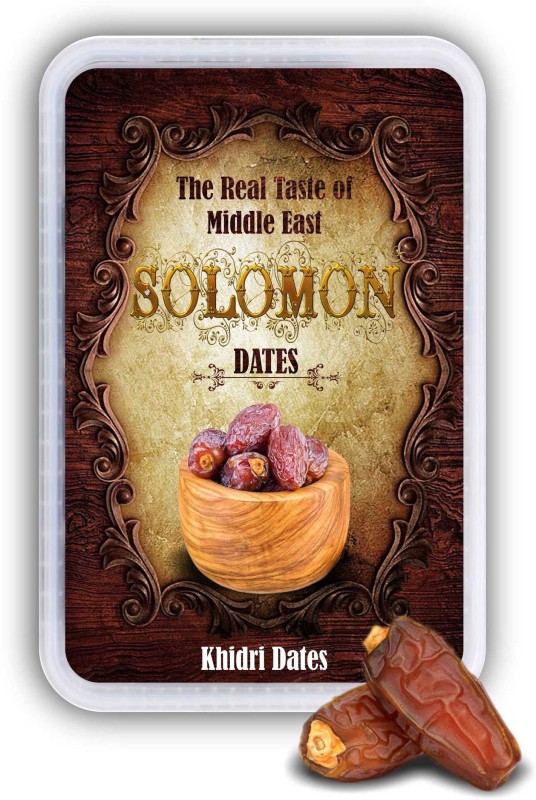 The Real Taste of
Middle East
SOLOMON
DATES
Khidri Dates